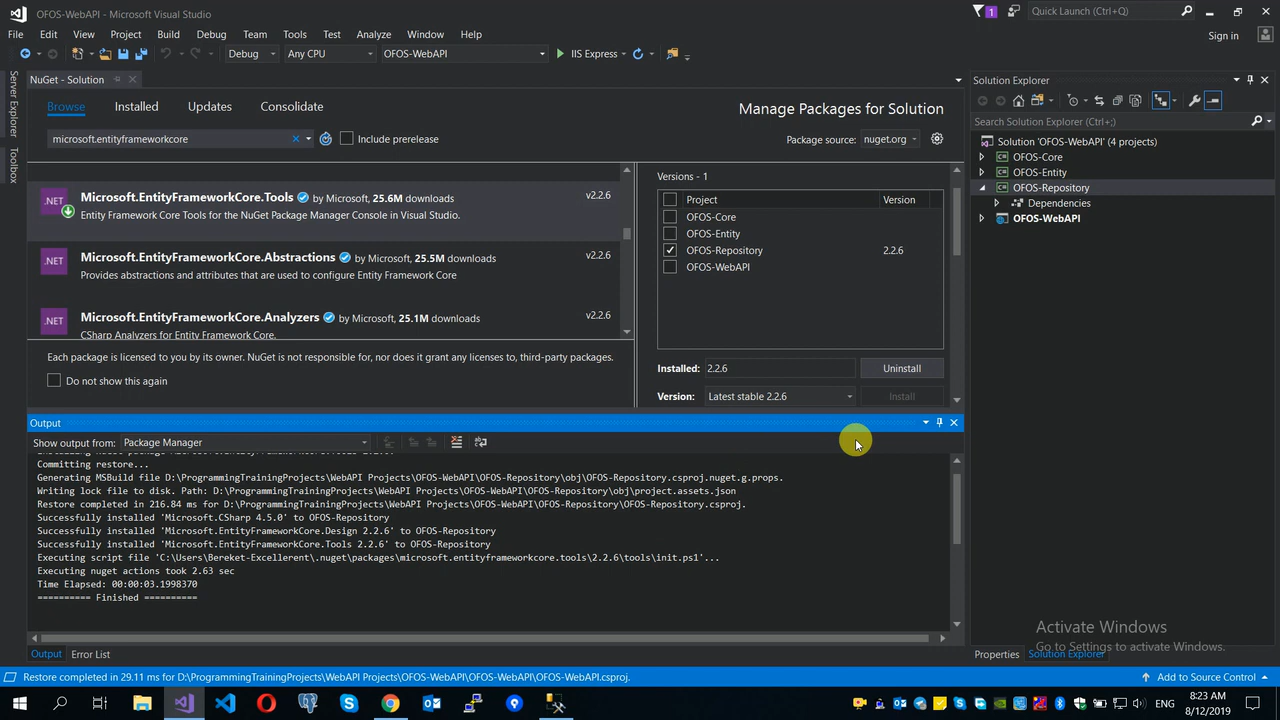 OFOS-WebAPI - Microsoft Visual Studio
1
Quick Launch (Ctrl+Q)
File Edit View Project Build Debug Team Tools Test Analyze Window Help
Sign in
Debug Any CPU OFOS-WebAPI IIS Express
Server Explorer
Toolbox
NuGet - Solution
Browse Installed Updates Consolidate
Manage Packages for Solution
microsoft.entityframeworkcore
Include prerelease
Package source: nuget.org
.NET
Microsoft.EntityFrameworkCore.Tools by Microsoft, 25.6M downloads v2.2.6
Entity Framework Core Tools for the NuGet Package Manager Console in Visual Studio.
.NET
Microsoft.EntityFrameworkCore.Abstractions by Microsoft, 25.5M downloads v2.2.6
Provides abstractions and attributes that are used to configure Entity Framework Core
.NET
Microsoft.EntityFrameworkCore.Analyzers by Microsoft, 25.1M downloads v2.2.6
CSharp Analyzers for Entity Framework Core.
Each package is licensed to you by its owner. NuGet is not responsible for, nor does it grant any licenses to, third-party packages.
Do not show this again
Versions - 1
Project Version
OFOS-Core
OFOS-Entity
OFOS-Repository 2.2.6
OFOS-WebAPI
Installed: 2.2.6 Uninstall
Version: Latest stable 2.2.6 Install
Output
Show output from: Package Manager
Committing restore...
Generating MSBuild file D:\ProgrammingTrainingProjects\WebAPI Projects\OFOS-WebAPI\OFOS-Repository\obj\OFOS-Repository.csproj.nuget.g.props.
Writing lock file to disk. Path: D:\ProgrammingTrainingProjects\WebAPI Projects\OFOS-WebAPI\OFOS-Repository\obj\project.assets.json
Restore completed in 216.84 ms for D:\ProgrammingTrainingProjects\WebAPI Projects\OFOS-WebAPI\OFOS-Repository\OFOS-Repository.csproj.
Successfully installed 'Microsoft.CSharp 4.5.0' to OFOS-Repository
Successfully installed 'Microsoft.EntityFrameworkCore.Design 2.2.6' to OFOS-Repository
Successfully installed 'Microsoft.EntityFrameworkCore.Tools 2.2.6' to OFOS-Repository
Executing script file 'C:\Users\Bereket-Excellerent\.nuget\packages\microsoft.entityframeworkcore.tools\2.2.6\tools\init.ps1'...
Executing nuget actions took 2.63 sec
Time Elapsed: 00:00:03.1998370
========== Finished ==========
Output Error List
Solution Explorer
Search Solution Explorer (Ctrl+;)
Solution 'OFOS-WebAPI' (4 projects)
OFOS-Core
OFOS-Entity
OFOS-Repository
Dependencies
OFOS-WebAPI
Activate Windows
Go to Settings to activate Windows.
Properties Solution Explorer
Restore completed in 29.11 ms for D:\ProgrammingTrainingProjects\WebAPI Projects\OFOS-WebAPI\OFOS-WebAPI\OFOS-WebAPI.csproj.
Add to Source Control
ENG
8:23 AM
8/12/2019